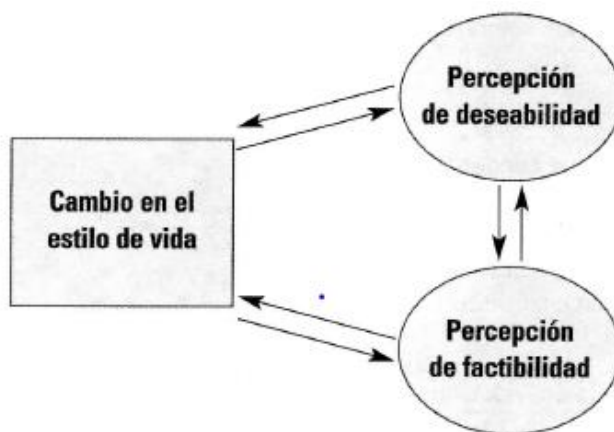 Percepción
de deseabilidad
Cambio en el
estilo de vida
Percepción
de factibilidad